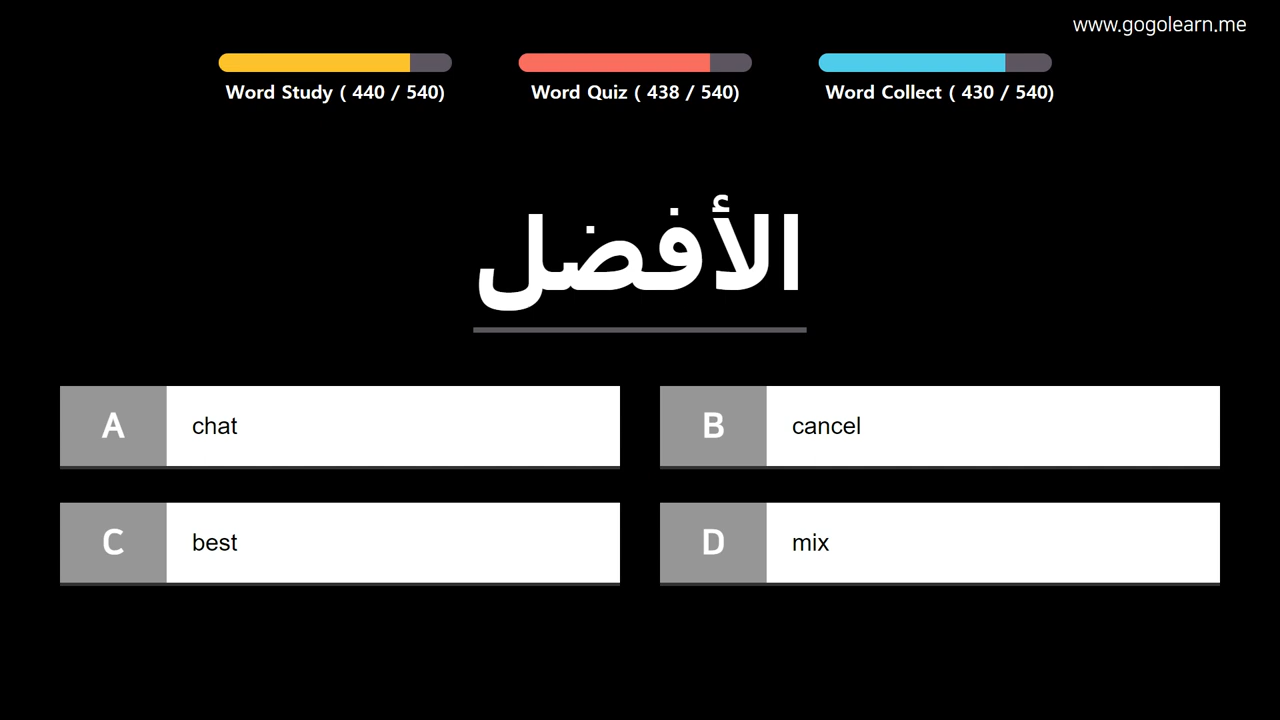 www.gogolearn.me
Word Study ( 440 / 540)
Word Quiz ( 438 / 540)
Word Collect ( 430 / 540)
الأفضل
A
chat
B
cancel
C
best
D
mix